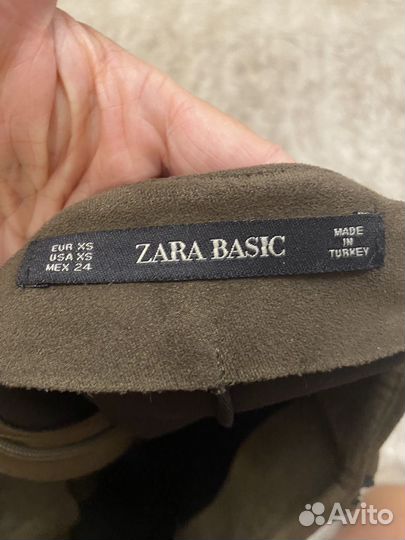 EUR XS
USA XS
MEX 24
ZARA BASIC
MADE
IN
TURKEY
Avito